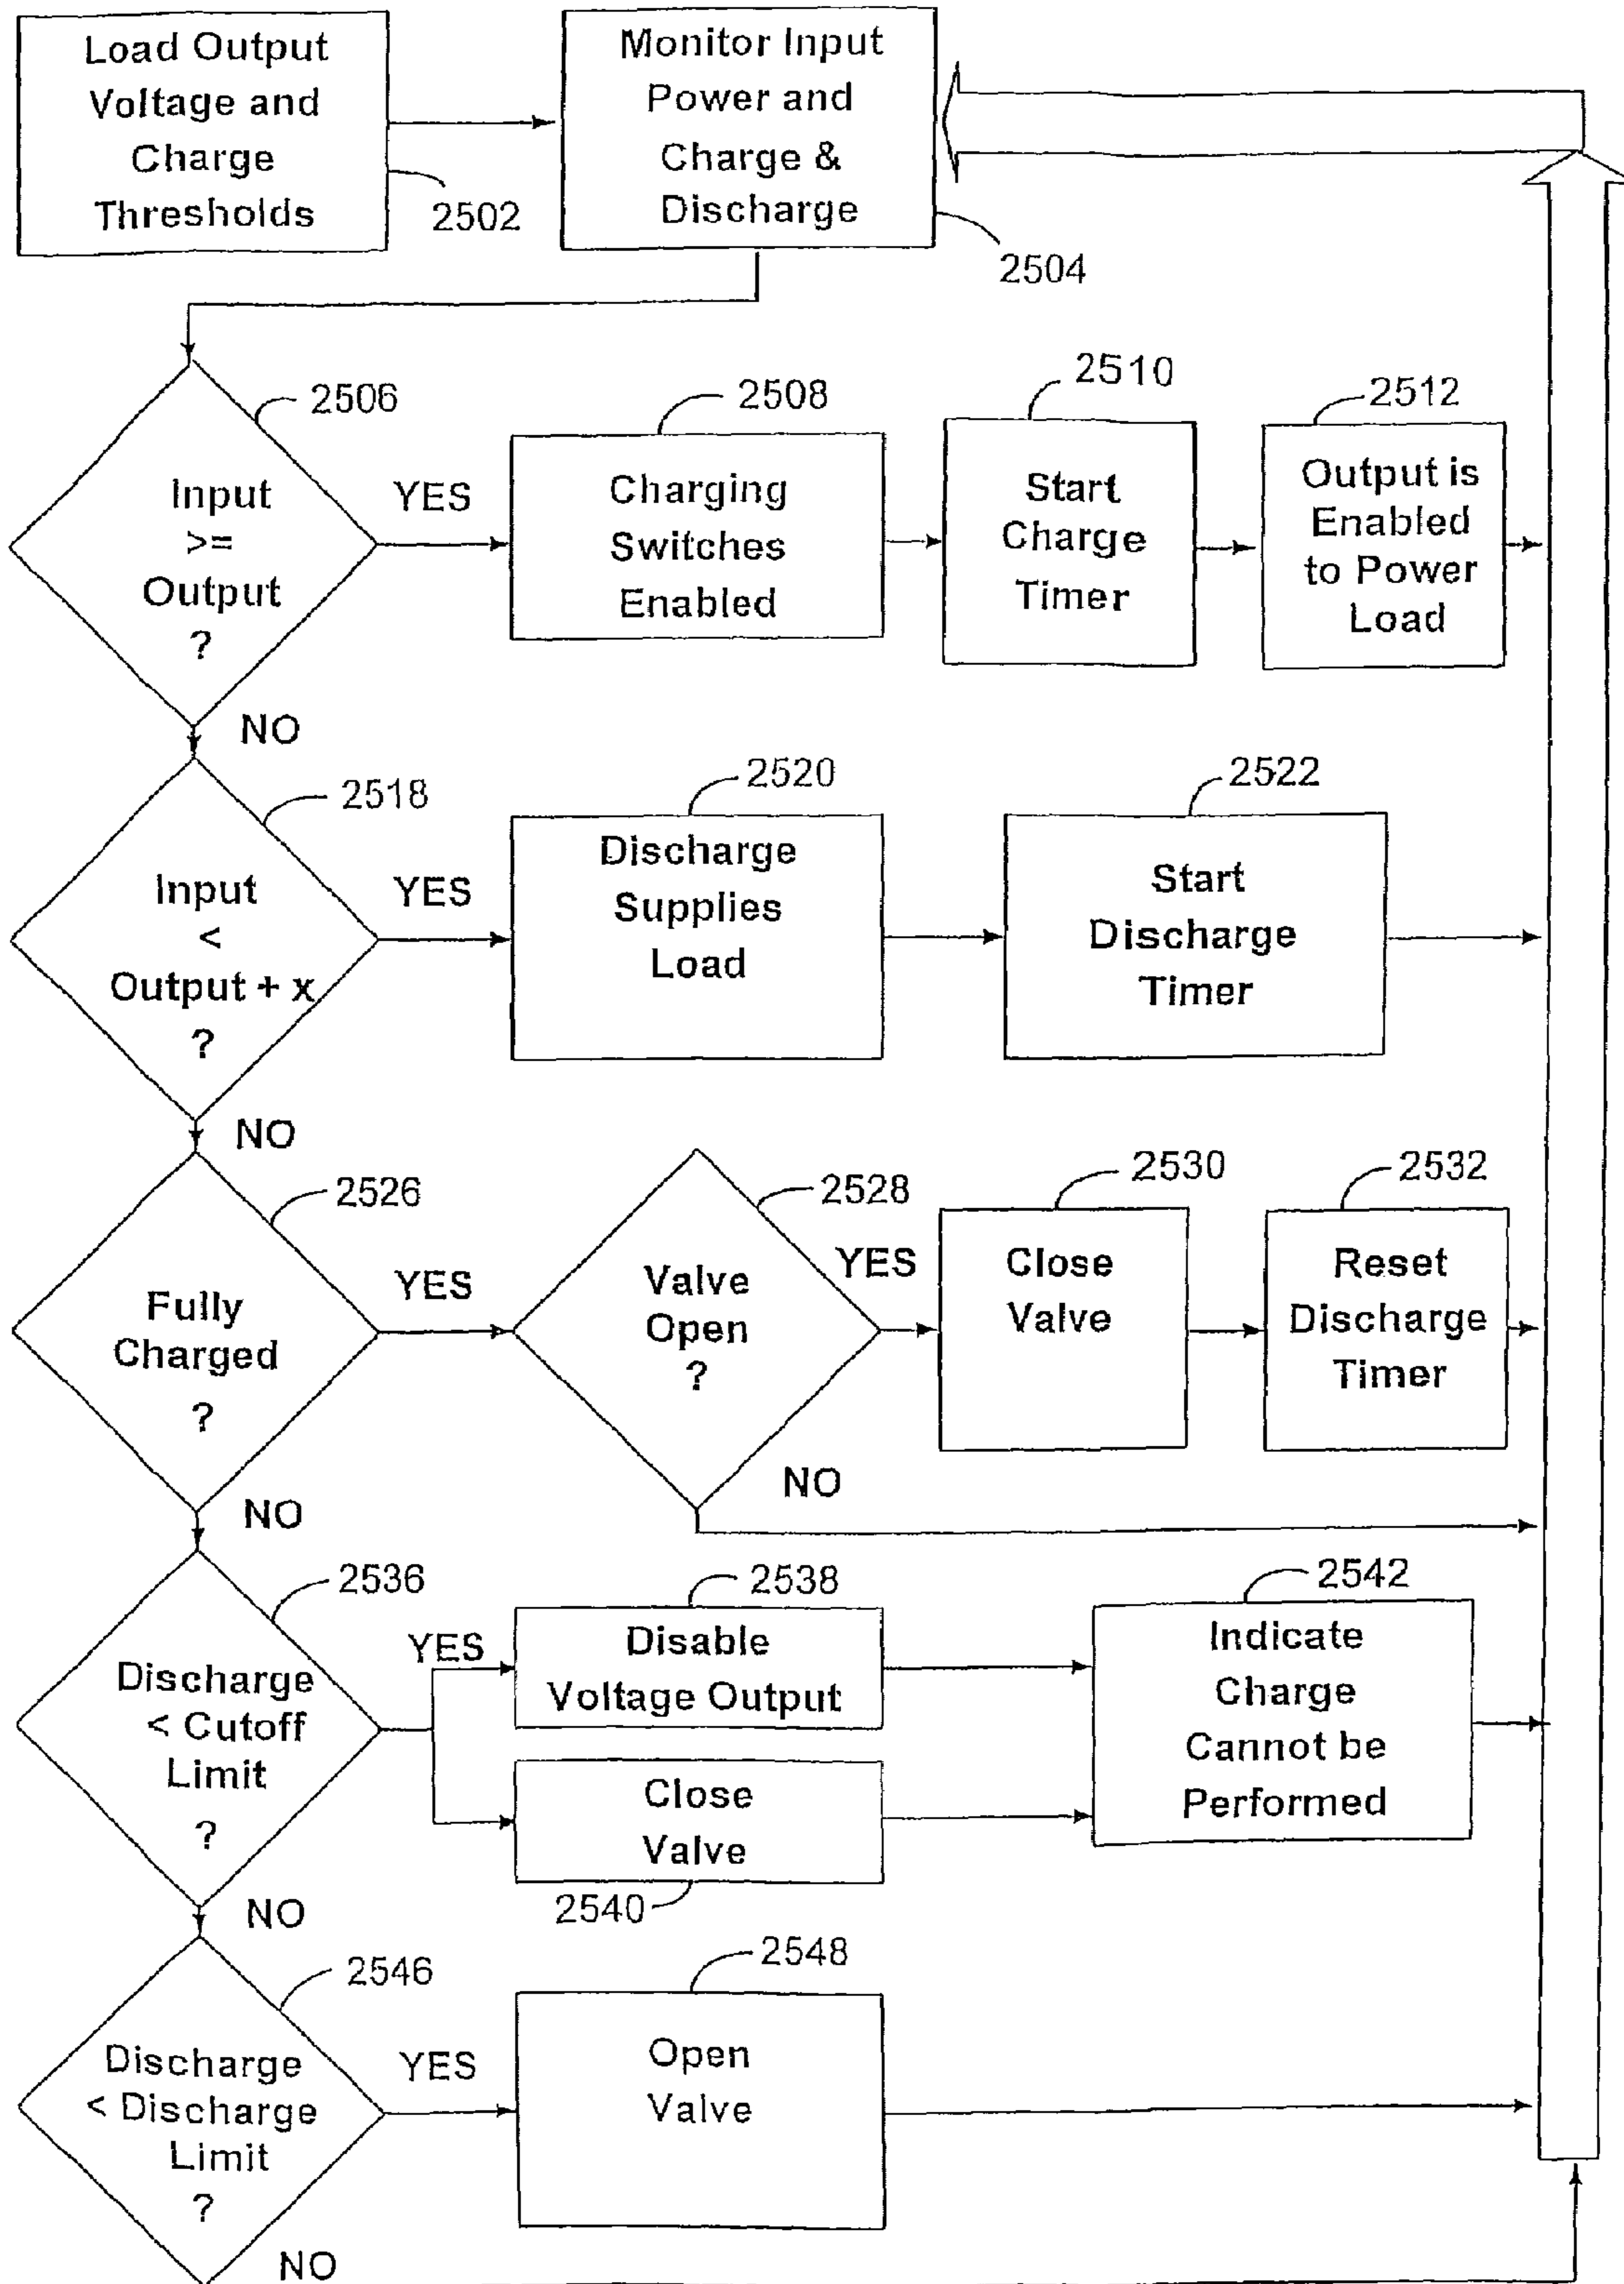 Load Output
Voltage and
Charge
Thresholds
2502
Monitor Input
Power and
Charge &
Discharge
2504
2506
Input
>=
Output
?
YES
2508
Charging
Switches
Enabled
2510
Start
Charge
Timer
2512
Output is
Enabled
to Power
Load
NO
2518
Input
<
Output + x
?
YES
2520
Discharge
Supplies
Load
2522
Start
Discharge
Timer
NO
2526
Fully
Charged
?
YES
2528
Valve
Open
?
YES
2530
Close
Valve
2532
Reset
Discharge
Timer
NO
NO
2536
Discharge
< Cutoff
Limit
?
YES
2538
Disable
Voltage Output
Close
Valve
2540
2542
Indicate
Charge
Cannot be
Performed
NO
2546
Discharge
< Discharge
Limit
?
YES
2548
Open
Valve
NO